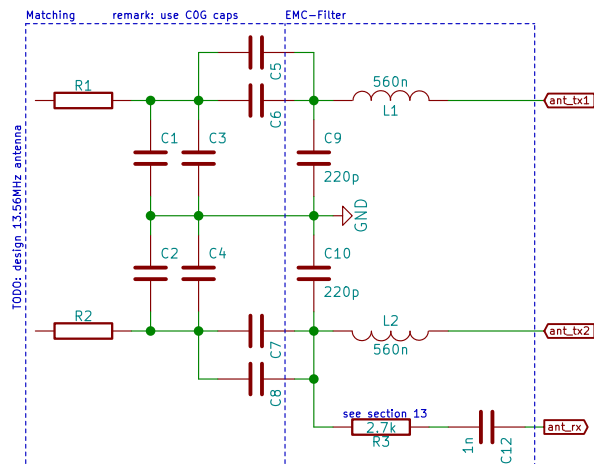 Matching remark: use COG caps EMC-Filter
C5
R1
C6
560n
L1
ant_tx1
C1
C3
C9
220p
TODO: design 13.56MHz antenna
GND
C2
C4
C10
220p
R2
C7
L2
560n
ant_tx2
C8
see section 13
2.7k
R3
1n
C12
ant_rx